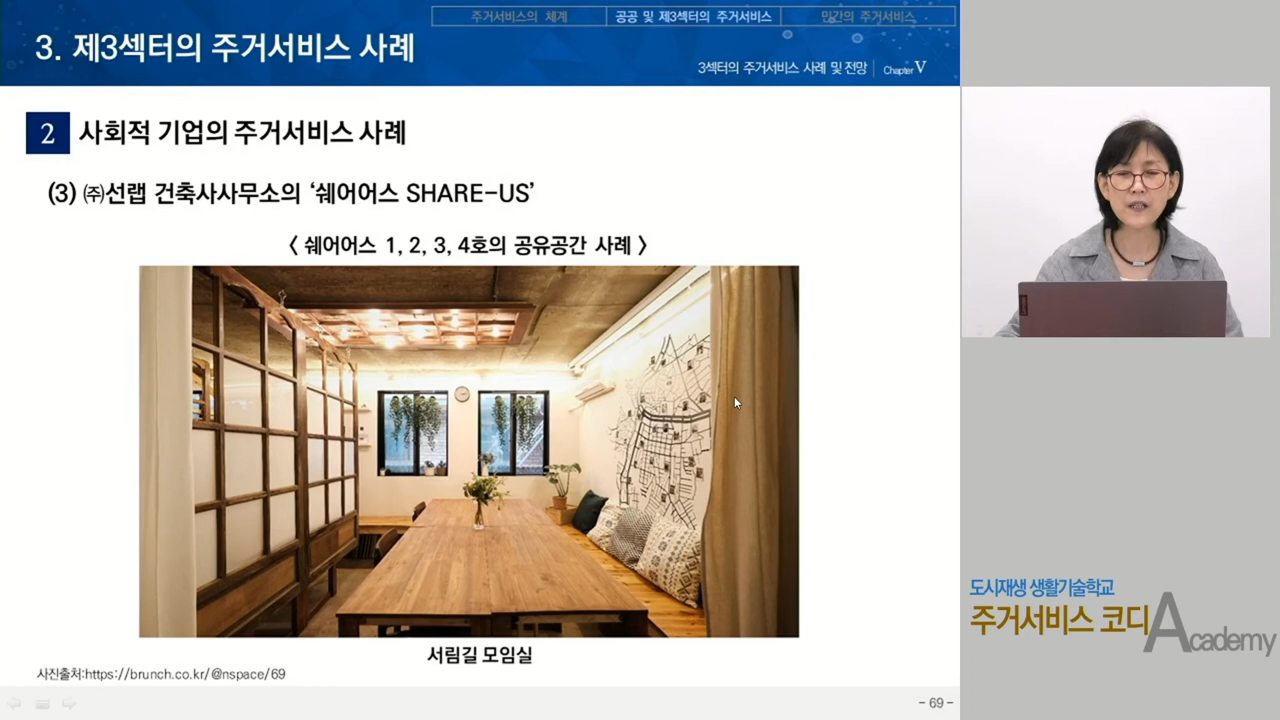 주거서비스의 체계
공공 및 제3섹터의 주거서비스
민간의 주거서비스
3. 제3섹터의 주거서비스 사례
3섹터의 주거서비스 사례 및 전망
Chapter V
2 사회적 기업의 주거서비스 사례
(3) ㈜선랩 건축사사무소의 ‘쉐어어스 SHARE-US’
< 쉐어어스 1, 2, 3, 4호의 공유공간 사례 >
서림길 모임실
사진출처:https://brunch.co.kr/@nspace/69
- 69 -
도시재생 생활기술학교
주거서비스 코디 Academy